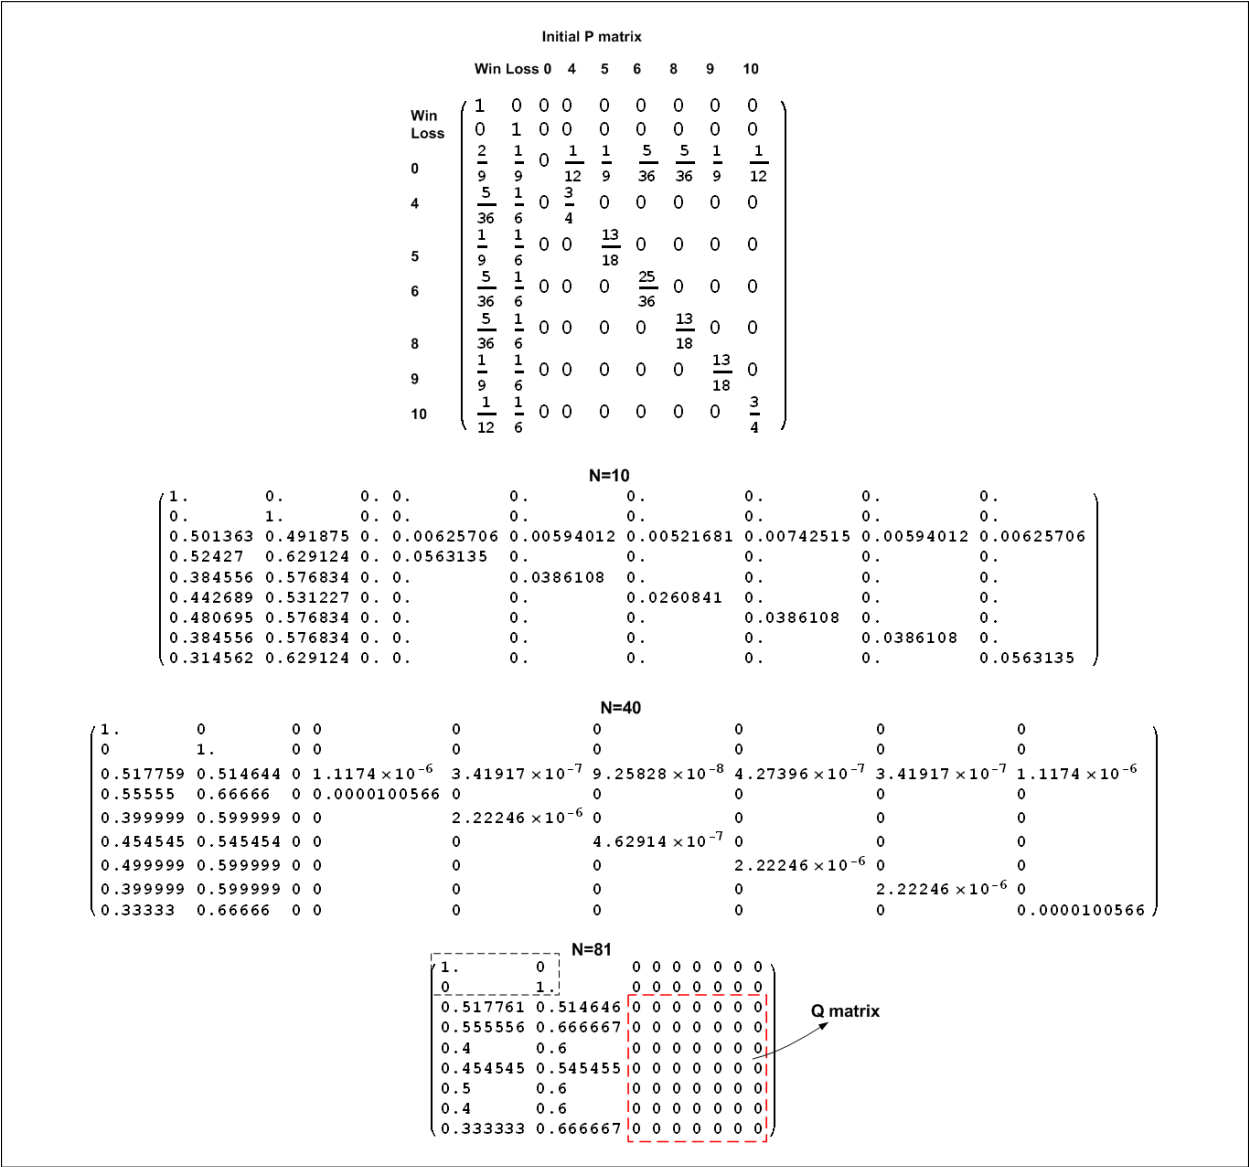 Initial P matrix
Win Loss 0 4 5 6 8 9 10
Win 1 0 0 0 0 0 0 0 0
Loss 0 1 0 0 0 0 0 0 0
0 2/9 1/9 0 1/12 1/9 5/36 5/36 1/9 1/12
4 5/36 1/6 0 3/4 0 0 0 0 0
5 1/9 1/6 0 0 13/18 0 0 0 0
6 5/36 1/6 0 0 0 25/36 0 0 0
8 5/36 1/6 0 0 0 0 13/18 0 0
9 1/9 1/6 0 0 0 0 0 13/18 0
10 1/12 1/6 0 0 0 0 0 0 3/4
N=10
1. 0. 0. 0. 0. 0. 0. 0. 0.
0. 1. 0. 0. 0. 0. 0. 0. 0.
0.501363 0.491875 0. 0.00625706 0.00594012 0.00521681 0.00742515 0.00594012 0.00625706
0.52427 0.629124 0. 0.0563135 0. 0. 0. 0. 0.
0.384556 0.576834 0. 0. 0.0386108 0. 0. 0. 0.
0.442689 0.531227 0. 0. 0. 0.0260841 0. 0. 0.
0.480695 0.576834 0. 0. 0. 0. 0.0386108 0. 0.
0.384556 0.576834 0. 0. 0. 0. 0. 0.0386108 0.
0.314562 0.629124 0. 0. 0. 0. 0. 0. 0.0563135
N=40
1. 0 0 0 0 0 0 0 0
0 1. 0 0 0 0 0 0 0
0.517759 0.514644 0 1.1174×10⁻⁶ 3.41917×10⁻⁷ 9.25828×10⁻⁸ 4.27396×10⁻⁷ 3.41917×10⁻⁷ 1.1174×10⁻⁶
0.55555 0.66666 0 0.0000100566 0 0 0 0 0
0.399999 0.599999 0 0 2.22246×10⁻⁶ 0 0 0 0
0.454545 0.545454 0 0 0 4.62914×10⁻⁷ 0 0 0
0.499999 0.599999 0 0 0 0 2.22246×10⁻⁶ 0 0
0.399999 0.599999 0 0 0 0 0 2.22246×10⁻⁶ 0
0.33333 0.66666 0 0 0 0 0 0 0.0000100566
N=81
1. 0 0 0 0 0 0 0 0
0 1. 0 0 0 0 0 0 0
0.517761 0.514646 0 0 0 0 0 0 0
Q matrix
0.555556 0.666667 0 0 0 0 0 0 0
0.4 0.6 0 0 0 0 0 0 0
0.454545 0.545455 0 0 0 0 0 0 0
0.5 0.6 0 0 0 0 0 0 0
0.4 0.6 0 0 0 0 0 0 0
0.333333 0.666667 0 0 0 0 0 0 0